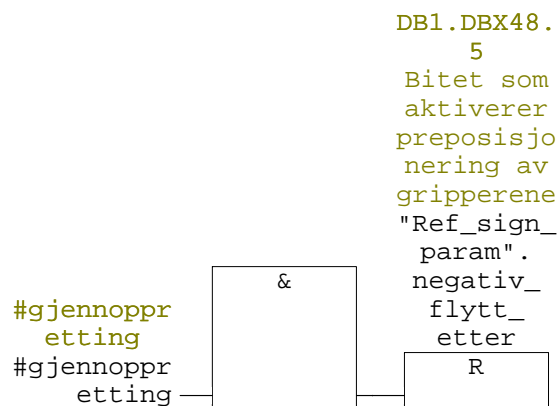 DB1.DBX48.
5
Bitet som
aktiverer
preposisjo
nering av
gripperene
"Ref_sign_
param".
negativ_
flytt_
etter
&
R
#gjennoppr
etting
#gjennoppr
etting